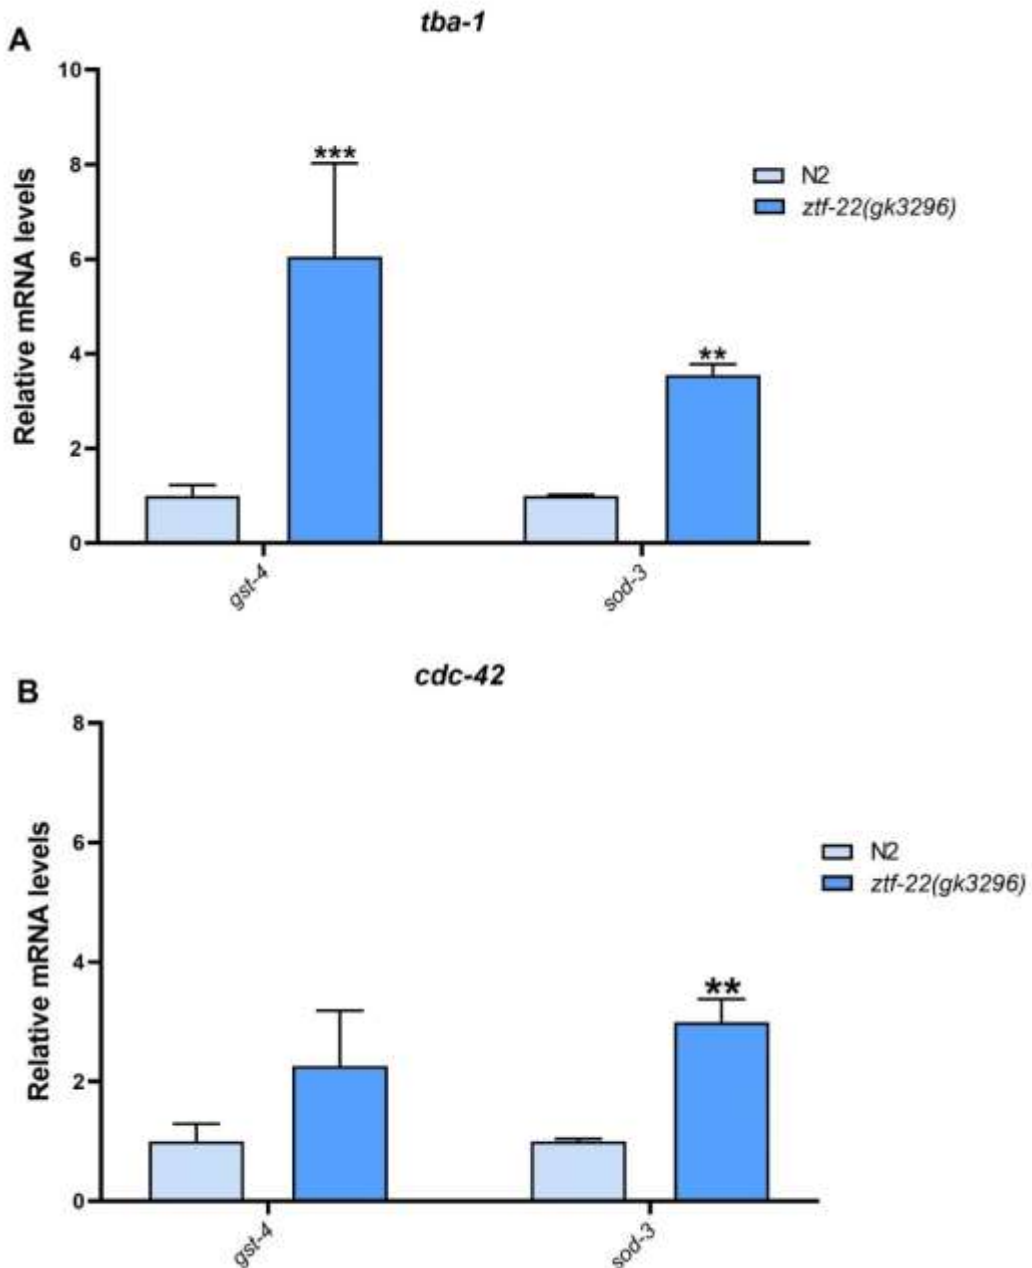 A
tba-1
Relative mRNA levels
10
8
6
4
2
0
***
**
N2
ztf-22(gk3296)
gst-4
sod-3
B
cdc-42
Relative mRNA levels
8
6
4
2
0
**
N2
ztf-22(gk3296)
gst-4
sod-3